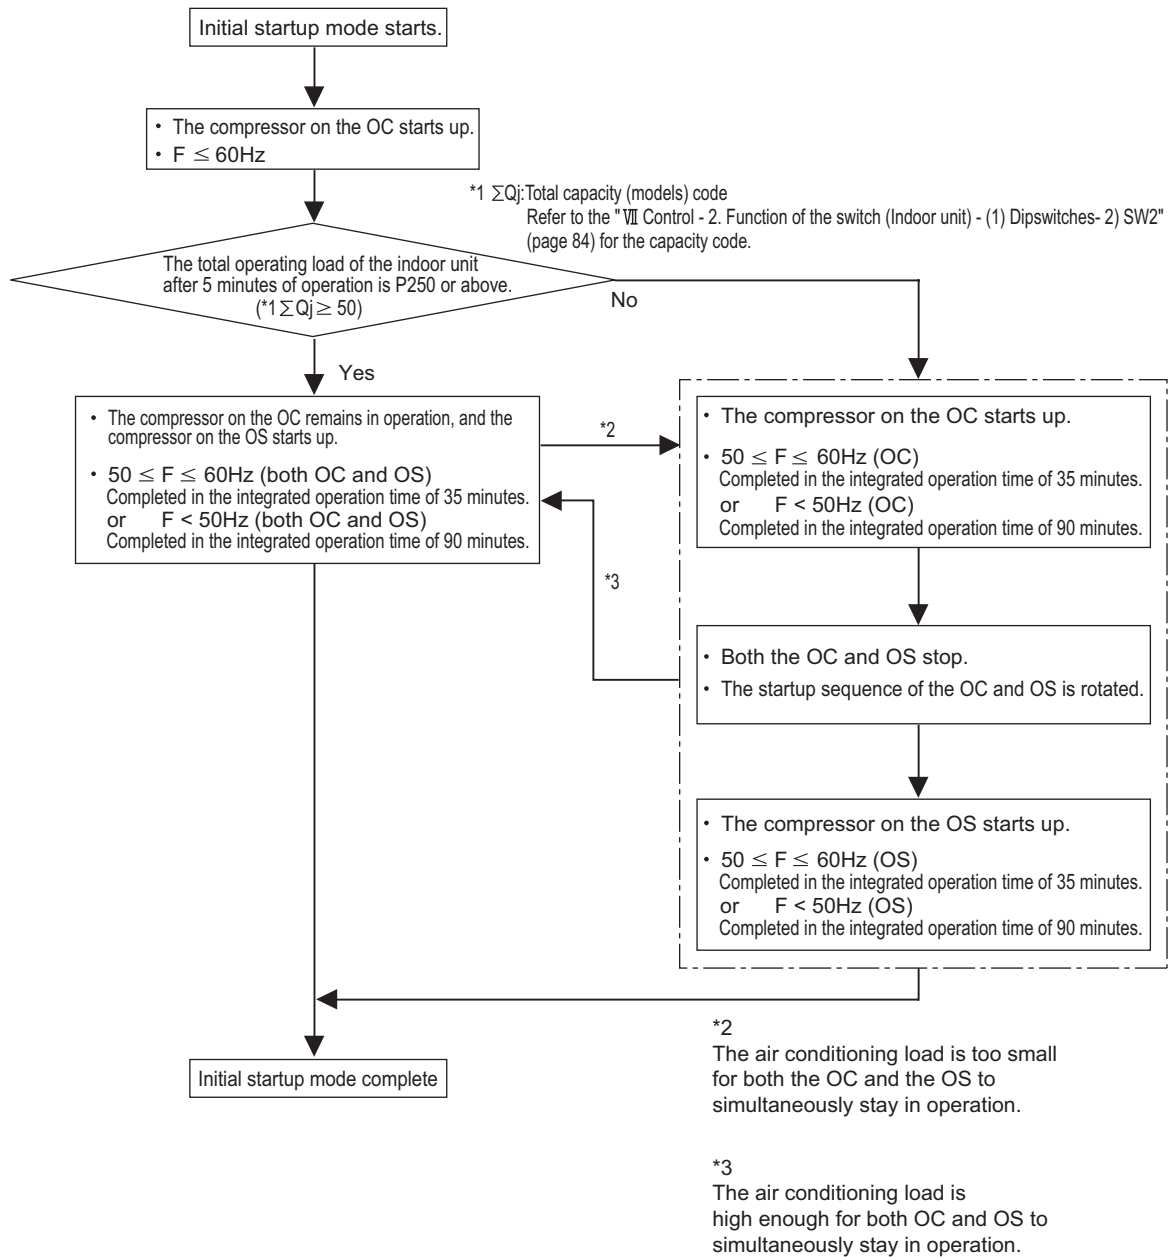 Initial startup mode starts.
・ The compressor on the OC starts up.
・ F ≤ 60Hz
*1 ∑Qj:Total capacity (models) code
Refer to the "Ⅶ Control - 2. Function of the switch (Indoor unit) - (1) Dipswitches- 2) SW2"
(page 84) for the capacity code.
The total operating load of the indoor unit
after 5 minutes of operation is P250 or above.
(*1∑Qj ≥ 50)
No
Yes
・ The compressor on the OC remains in operation, and the
compressor on the OS starts up.
・ 50 ≤ F ≤ 60Hz (both OC and OS)
Completed in the integrated operation time of 35 minutes.
or F < 50Hz (both OC and OS)
Completed in the integrated operation time of 90 minutes.
*2
*3
・ The compressor on the OC starts up.
・ 50 ≤ F ≤ 60Hz (OC)
Completed in the integrated operation time of 35 minutes.
or F < 50Hz (OC)
Completed in the integrated operation time of 90 minutes.
・ Both the OC and OS stop.
・ The startup sequence of the OC and OS is rotated.
・ The compressor on the OS starts up.
・ 50 ≤ F ≤ 60Hz (OS)
Completed in the integrated operation time of 35 minutes.
or F < 50Hz (OS)
Completed in the integrated operation time of 90 minutes.
Initial startup mode complete
*2
The air conditioning load is too small
for both the OC and the OS to
simultaneously stay in operation.
*3
The air conditioning load is
high enough for both OC and OS to
simultaneously stay in operation.